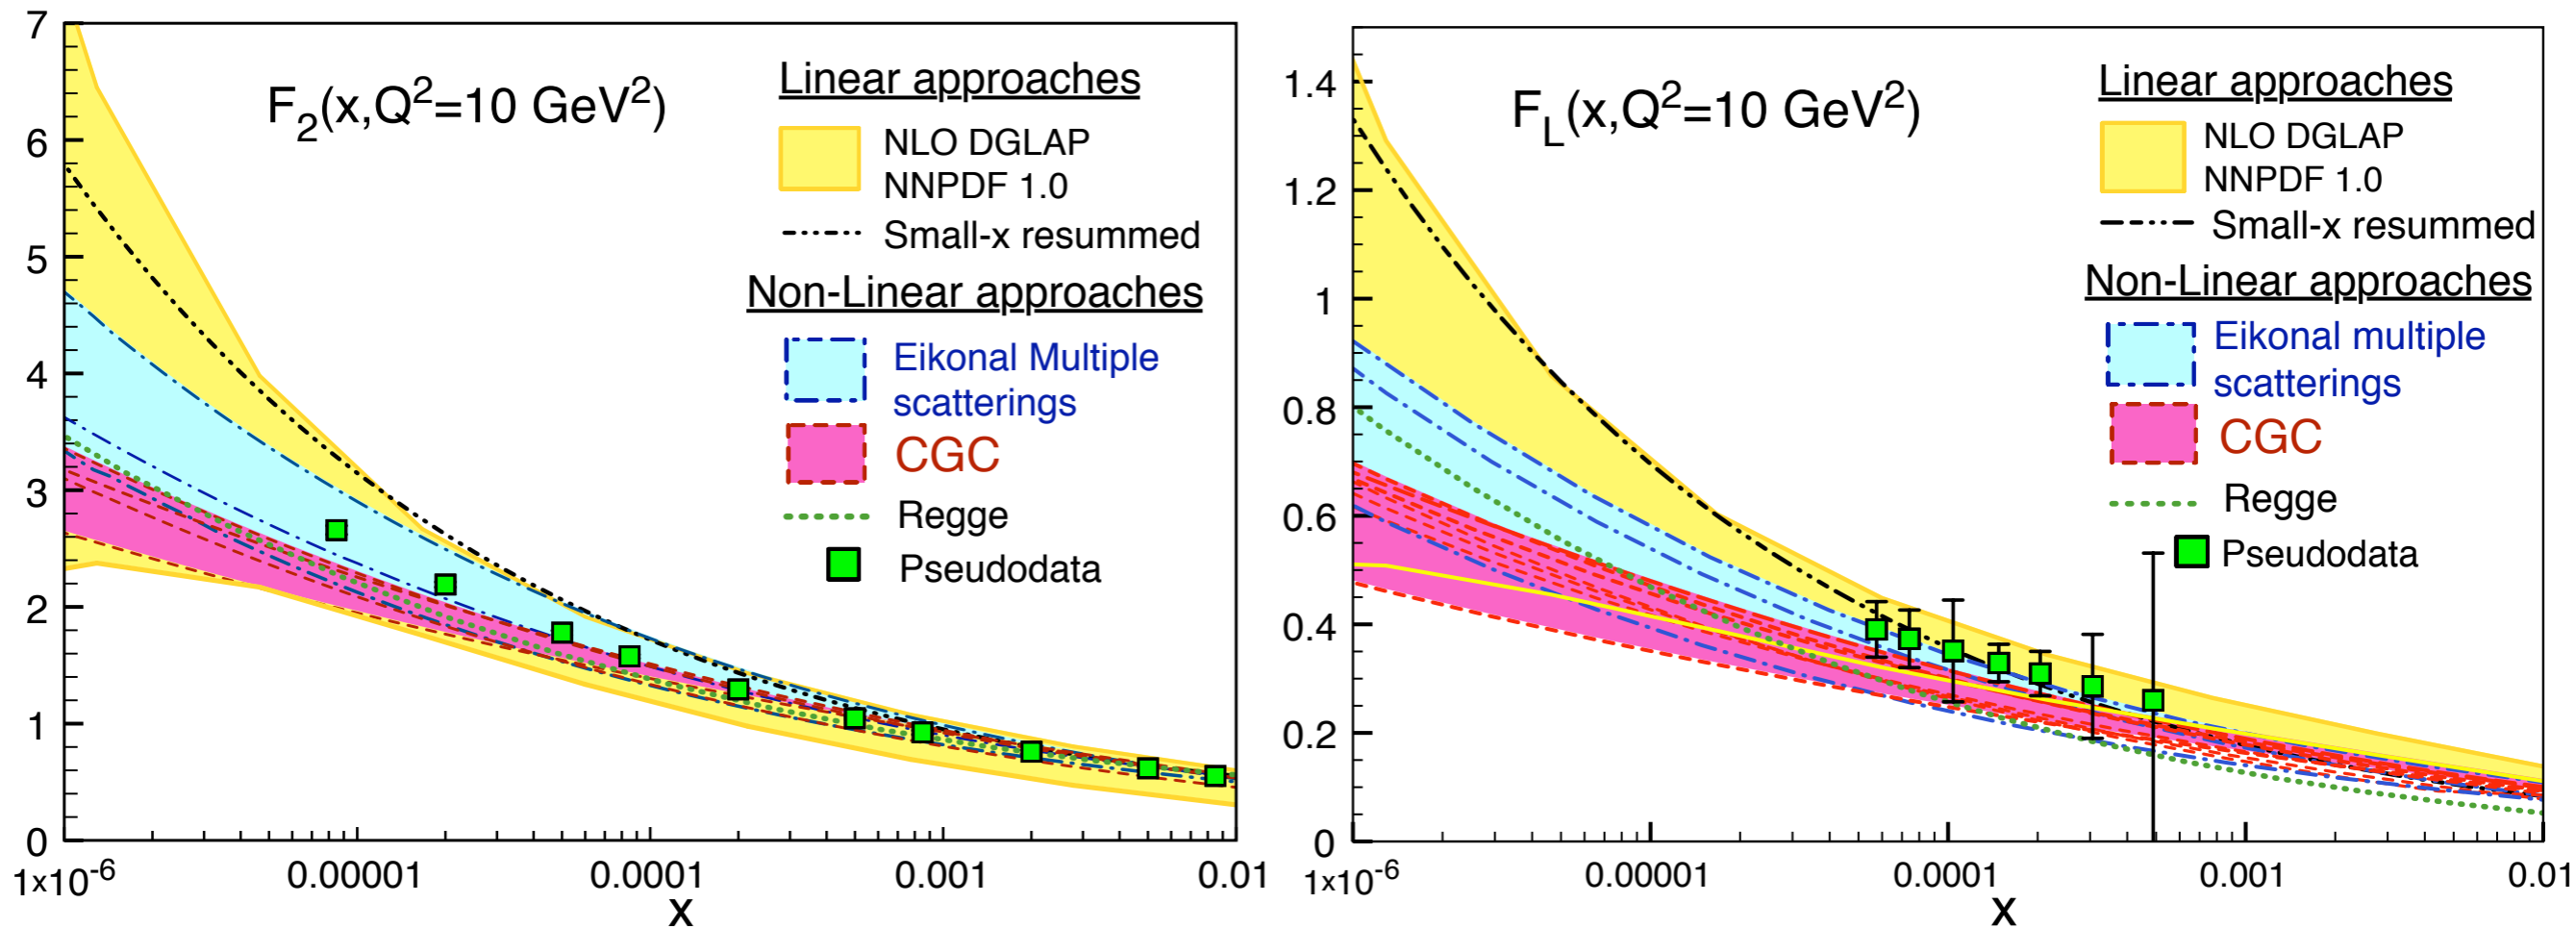 F2(x,Q²=10 GeV²)
Linear approaches
NLO DGLAP
NNPDF 1.0
Small-x resummed
Non-Linear approaches
Eikonal Multiple
scatterings
CGC
Regge
Pseudodata
7
6
5
4
3
2
1
0
1x10⁻⁶
0.00001
0.0001
0.001
0.01
x
FL(x,Q²=10 GeV²)
Linear approaches
NLO DGLAP
NNPDF 1.0
Small-x resummed
Non-Linear approaches
Eikonal multiple
scatterings
CGC
Regge
Pseudodata
1.4
1.2
1
0.8
0.6
0.4
0.2
0
1x10⁻⁶
0.00001
0.0001
0.001
0.01
x